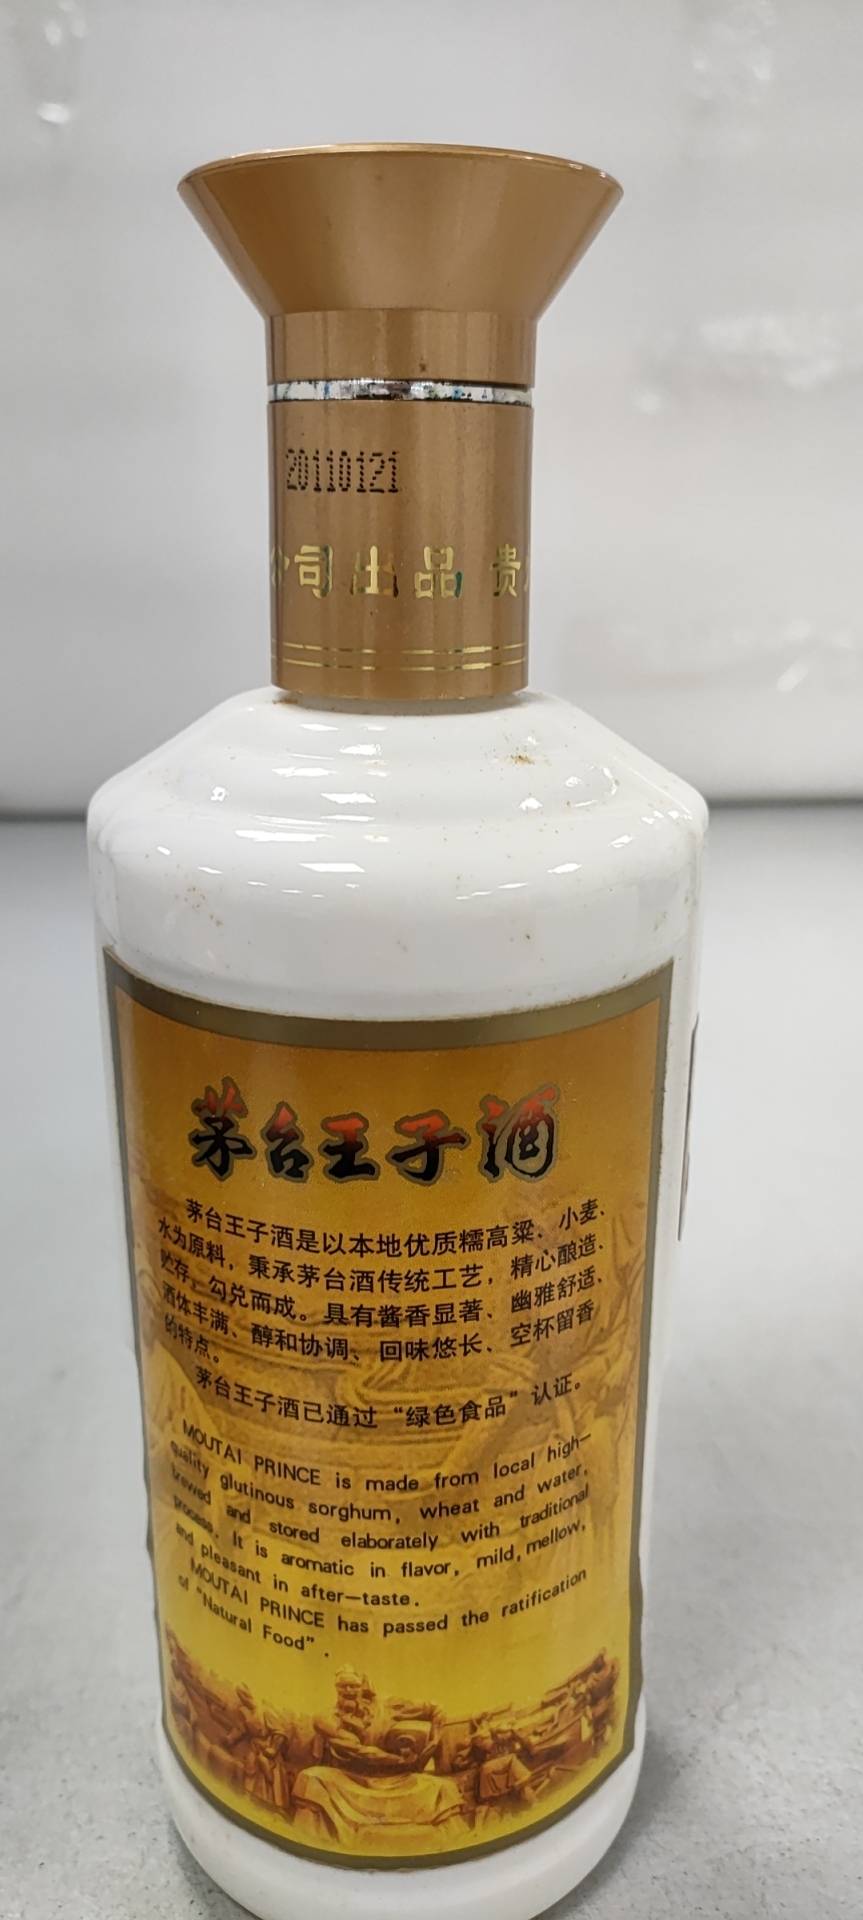 20110121
公司出品 贵
茅台王子酒
茅台王子酒是以本地优质糯高粱、小麦、
水为原料，秉承茅台酒传统工艺，精心酿造、
贮存，勾兑而成。具有酱香显著、幽雅舒适、
酒体丰满、醇和协调、回味悠长、空杯留香
的特点。
茅台王子酒已通过“绿色食品”认证。
MOUTAI PRINCE is made from local high-
quality glutinous sorghum, wheat and water,
brewed and stored elaborately with traditional
process. It is aromatic in flavor, mild, mellow,
and pleasant in after-taste.
MOUTAI PRINCE has passed the ratification
of "Natural Food".